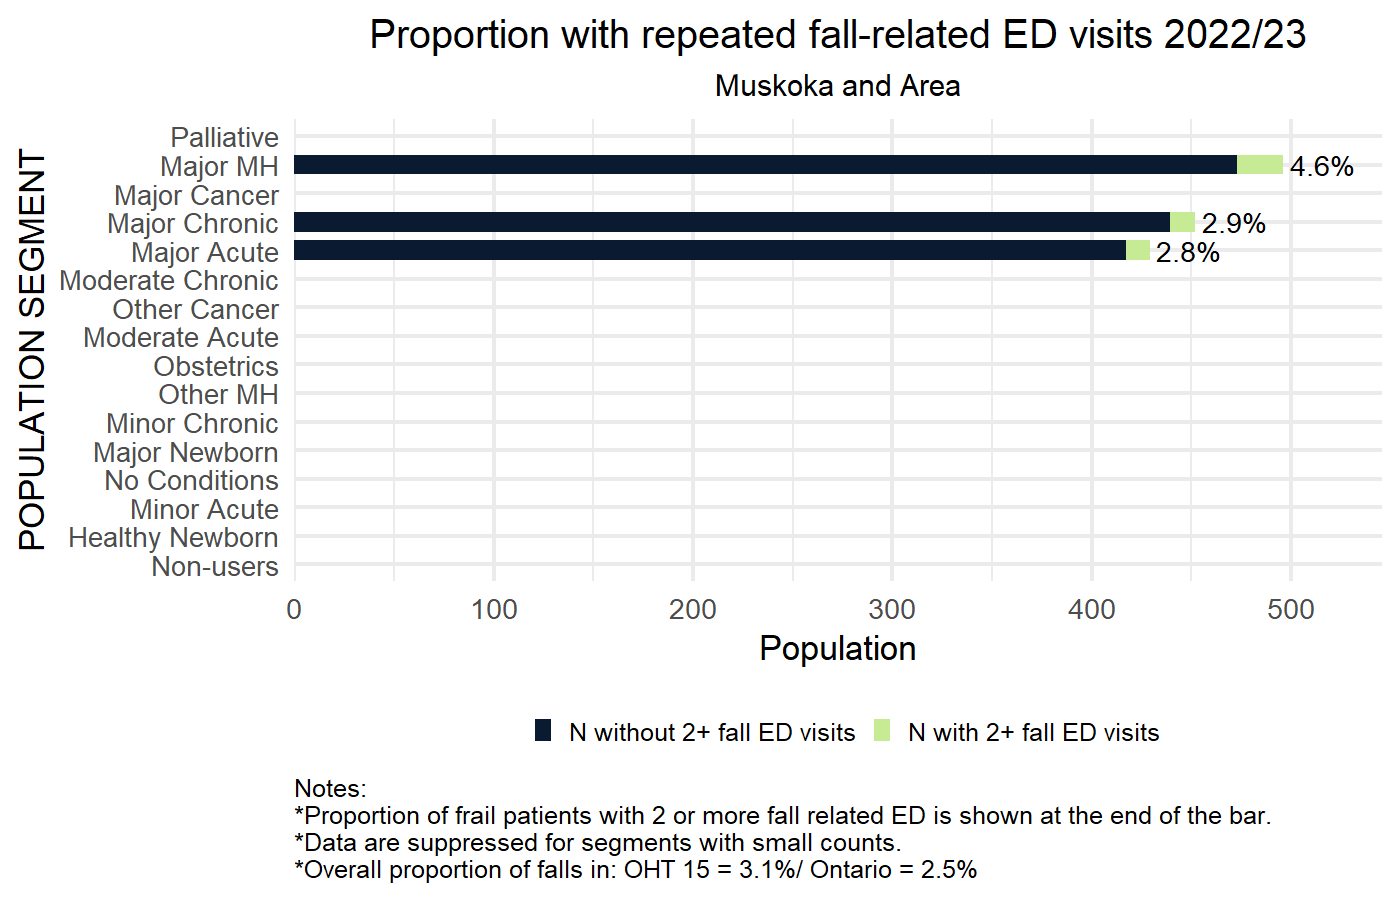 Proportion with repeated fall-related ED visits 2022/23
Muskoka and Area
POPULATION SEGMENT
Palliative
Major MH
4.6%
Major Cancer
Major Chronic
2.9%
Major Acute
2.8%
Moderate Chronic
Other Cancer
Moderate Acute
Obstetrics
Other MH
Minor Chronic
Major Newborn
No Conditions
Minor Acute
Healthy Newborn
Non-users
0 100 200 300 400 500
Population
N without 2+ fall ED visits N with 2+ fall ED visits
Notes:
*Proportion of frail patients with 2 or more fall related ED is shown at the end of the bar.
*Data are suppressed for segments with small counts.
*Overall proportion of falls in: OHT 15 = 3.1%/ Ontario = 2.5%